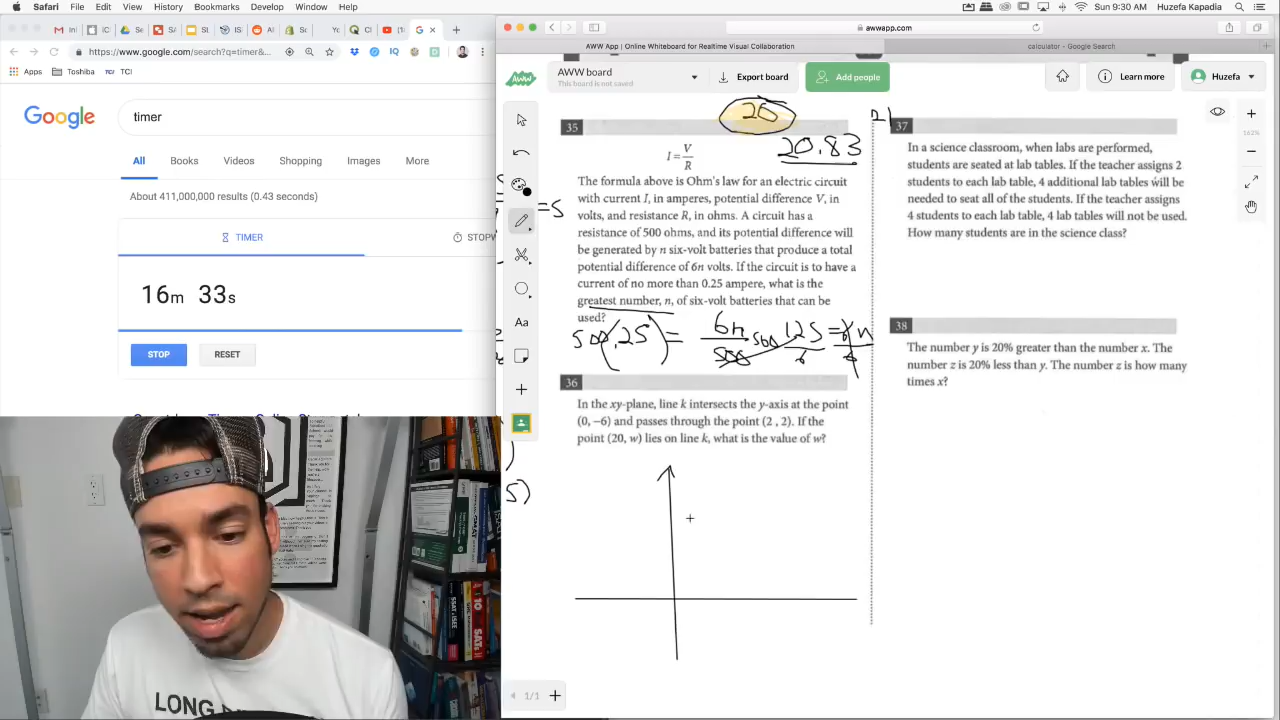 Safari File Edit View History Bookmarks Develop Window Help
Sun 9:30 AM Huzefa Kapadia
https://www.google.com/search?q=timer&...
Apps Toshiba TCI TCI
Google
timer
All Books Videos Shopping Images More
About 411,000,000 results (0.43 seconds)
TIMER STOPW
16m 33s
STOP RESET
awwapp.com
AWW App | Online Whiteboard for Realtime Visual Collaboration
calculator - Google Search
AWW board
This board is not saved
Export board
Add people
Learn more
Huzefa
163%
Aa
1/1
=5
5)
20
20.83
35
I = V/R
The formula above is Ohm's law for an electric circuit
with current I, in amperes, potential difference V, in
volts, and resistance R, in ohms. A circuit has a
resistance of 500 ohms, and its potential difference will
be generated by n six-volt batteries that produce a total
potential difference of 6n volts. If the circuit is to have a
current of no more than 0.25 ampere, what is the
greatest number, n, of six-volt batteries that can be
used?
500(.25) = 6n/500 500 125/6 = 6n/6
36
In the xy-plane, line k intersects the y-axis at the point
(0, −6) and passes through the point (2 , 2). If the
point (20, w) lies on line k, what is the value of w?
21
37
In a science classroom, when labs are performed,
students are seated at lab tables. If the teacher assigns 2
students to each lab table, 4 additional lab tables will be
needed to seat all of the students. If the teacher assigns
4 students to each lab table, 4 lab tables will not be used.
How many students are in the science class?
38
The number y is 20% greater than the number x. The
number z is 20% less than y. The number z is how many
times x?
LONG